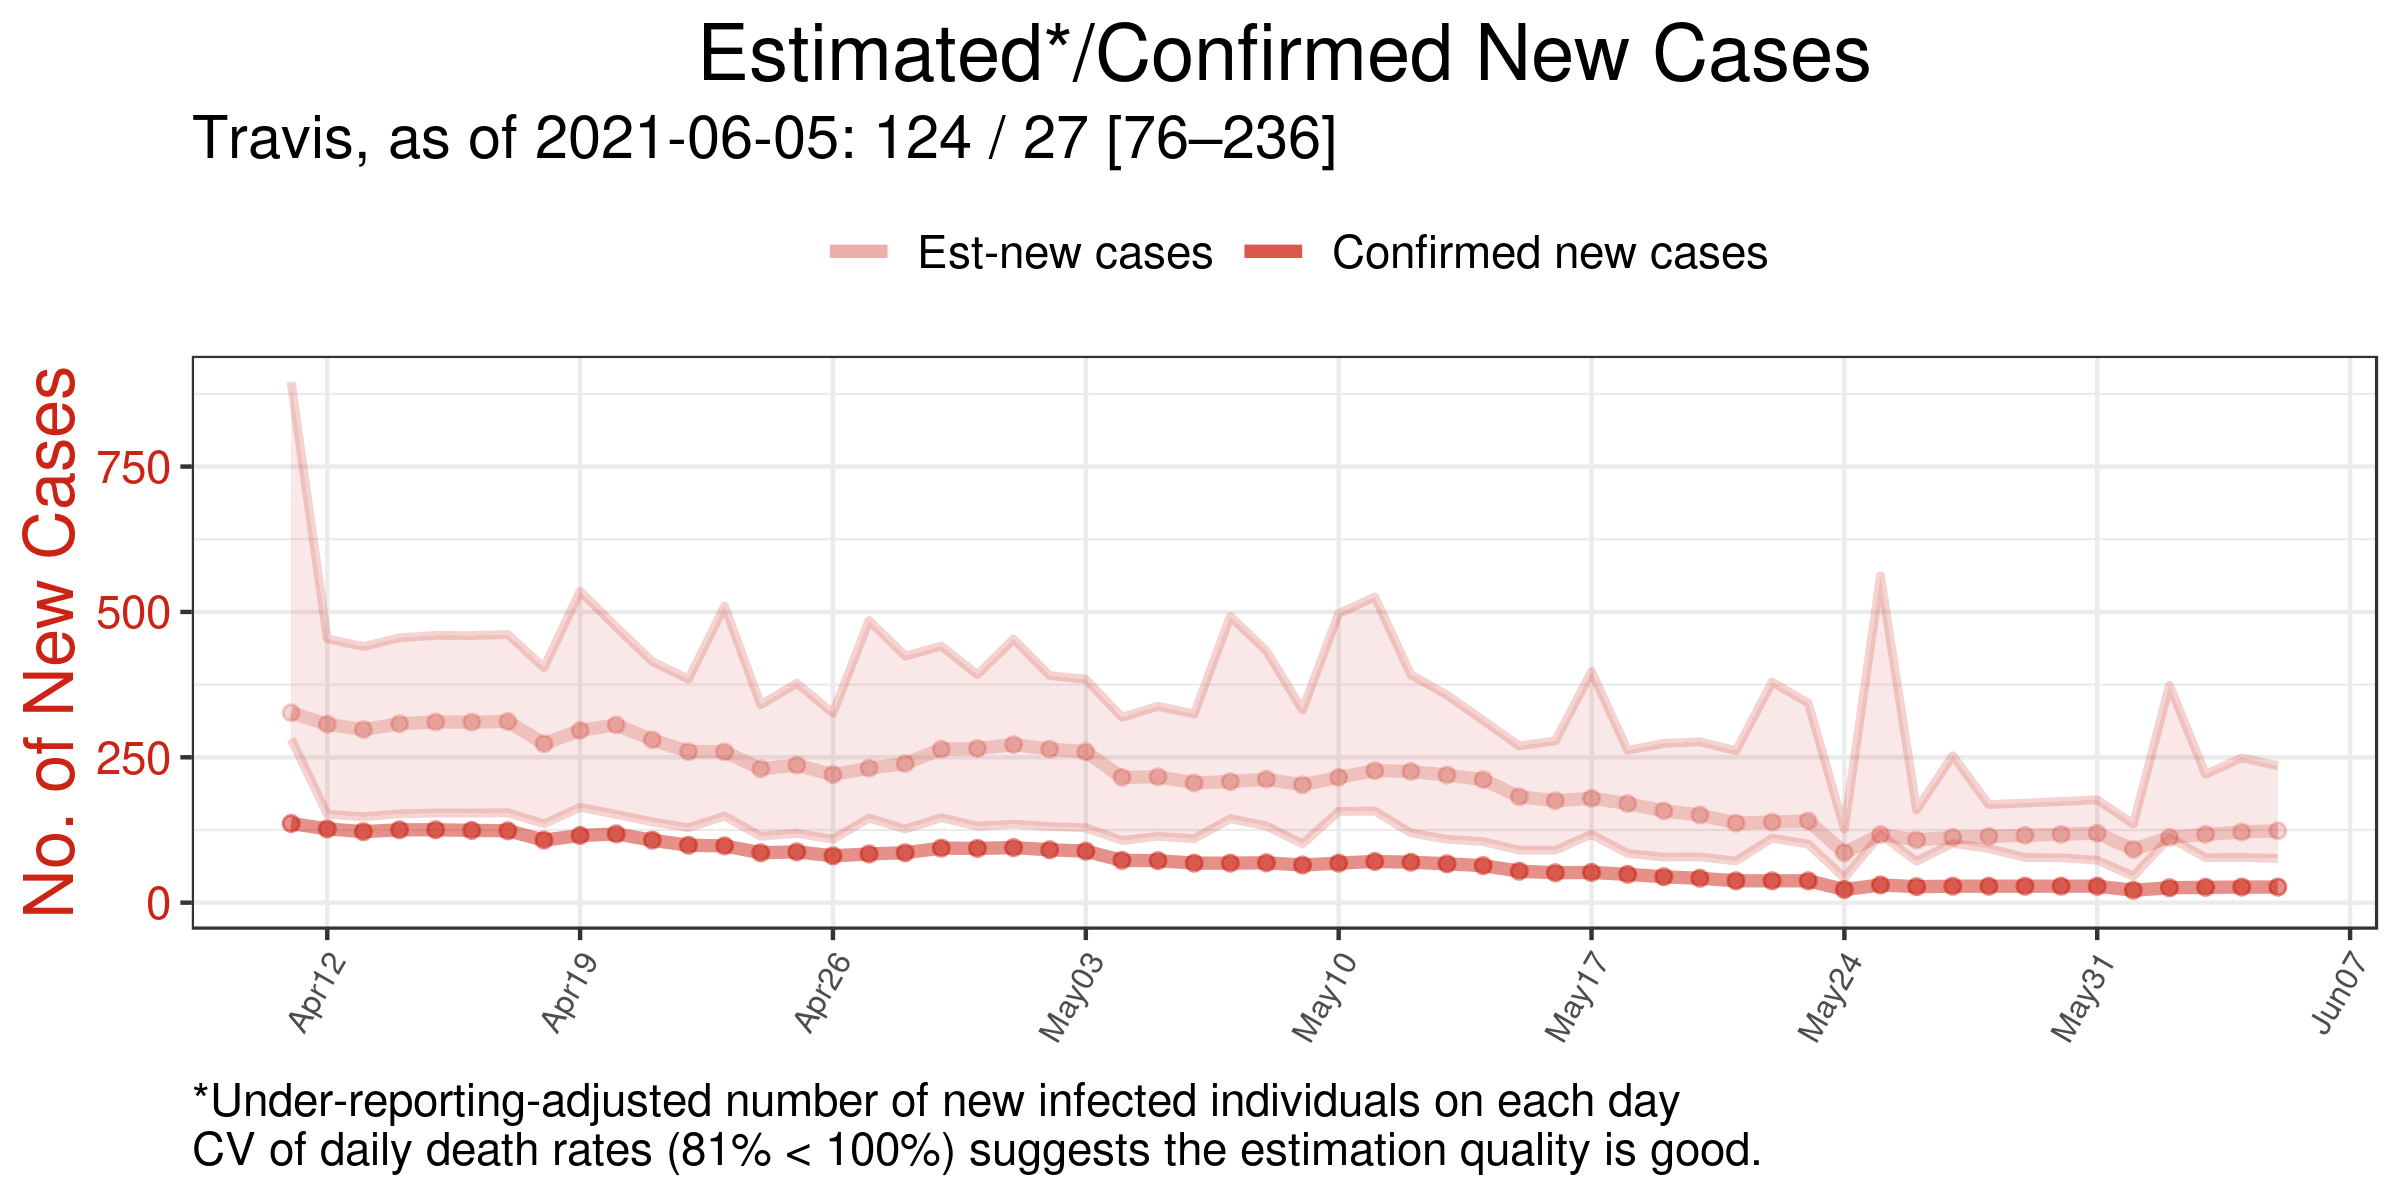 Estimated*/Confirmed New Cases
Travis, as of 2021-06-05: 124 / 27 [76–236]
Est-new cases
Confirmed new cases
No. of New Cases
750
500
250
0
Apr12
Apr19
Apr26
May03
May10
May17
May24
May31
Jun07
*Under-reporting-adjusted number of new infected individuals on each day
CV of daily death rates (81% < 100%) suggests the estimation quality is good.